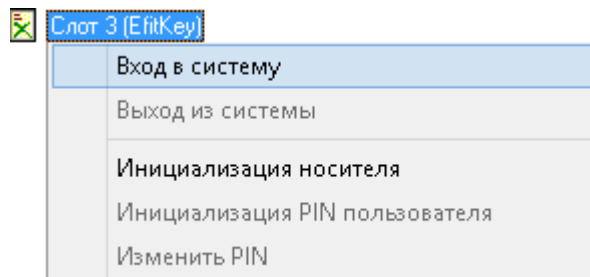 Слот 3 (EfitKey)
Вход в систему
Выход из системы
Инициализация носителя
Инициализация PIN пользователя
Изменить PIN